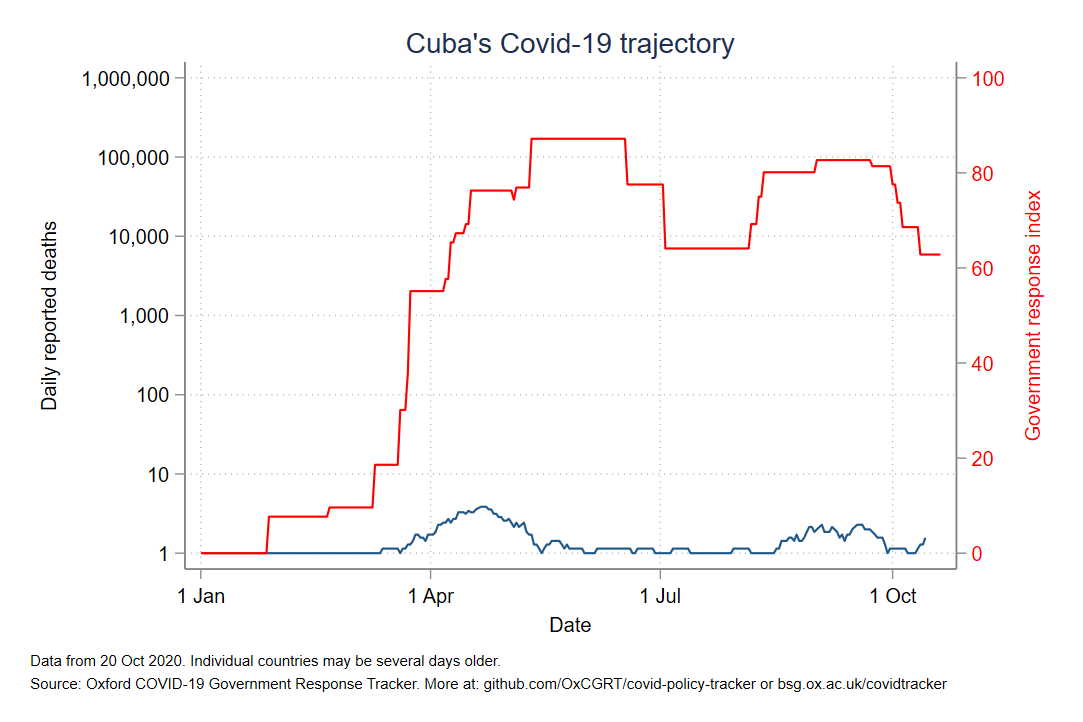 Cuba's Covid-19 trajectory
1,000,000
100,000
10,000
1,000
100
10
1
Daily reported deaths
100
80
60
40
20
0
Government response index
1 Jan
1 Apr
1 Jul
1 Oct
Date
Data from 20 Oct 2020. Individual countries may be several days older.
Source: Oxford COVID-19 Government Response Tracker. More at: github.com/OxCGRT/covid-policy-tracker or bsg.ox.ac.uk/covidtracker